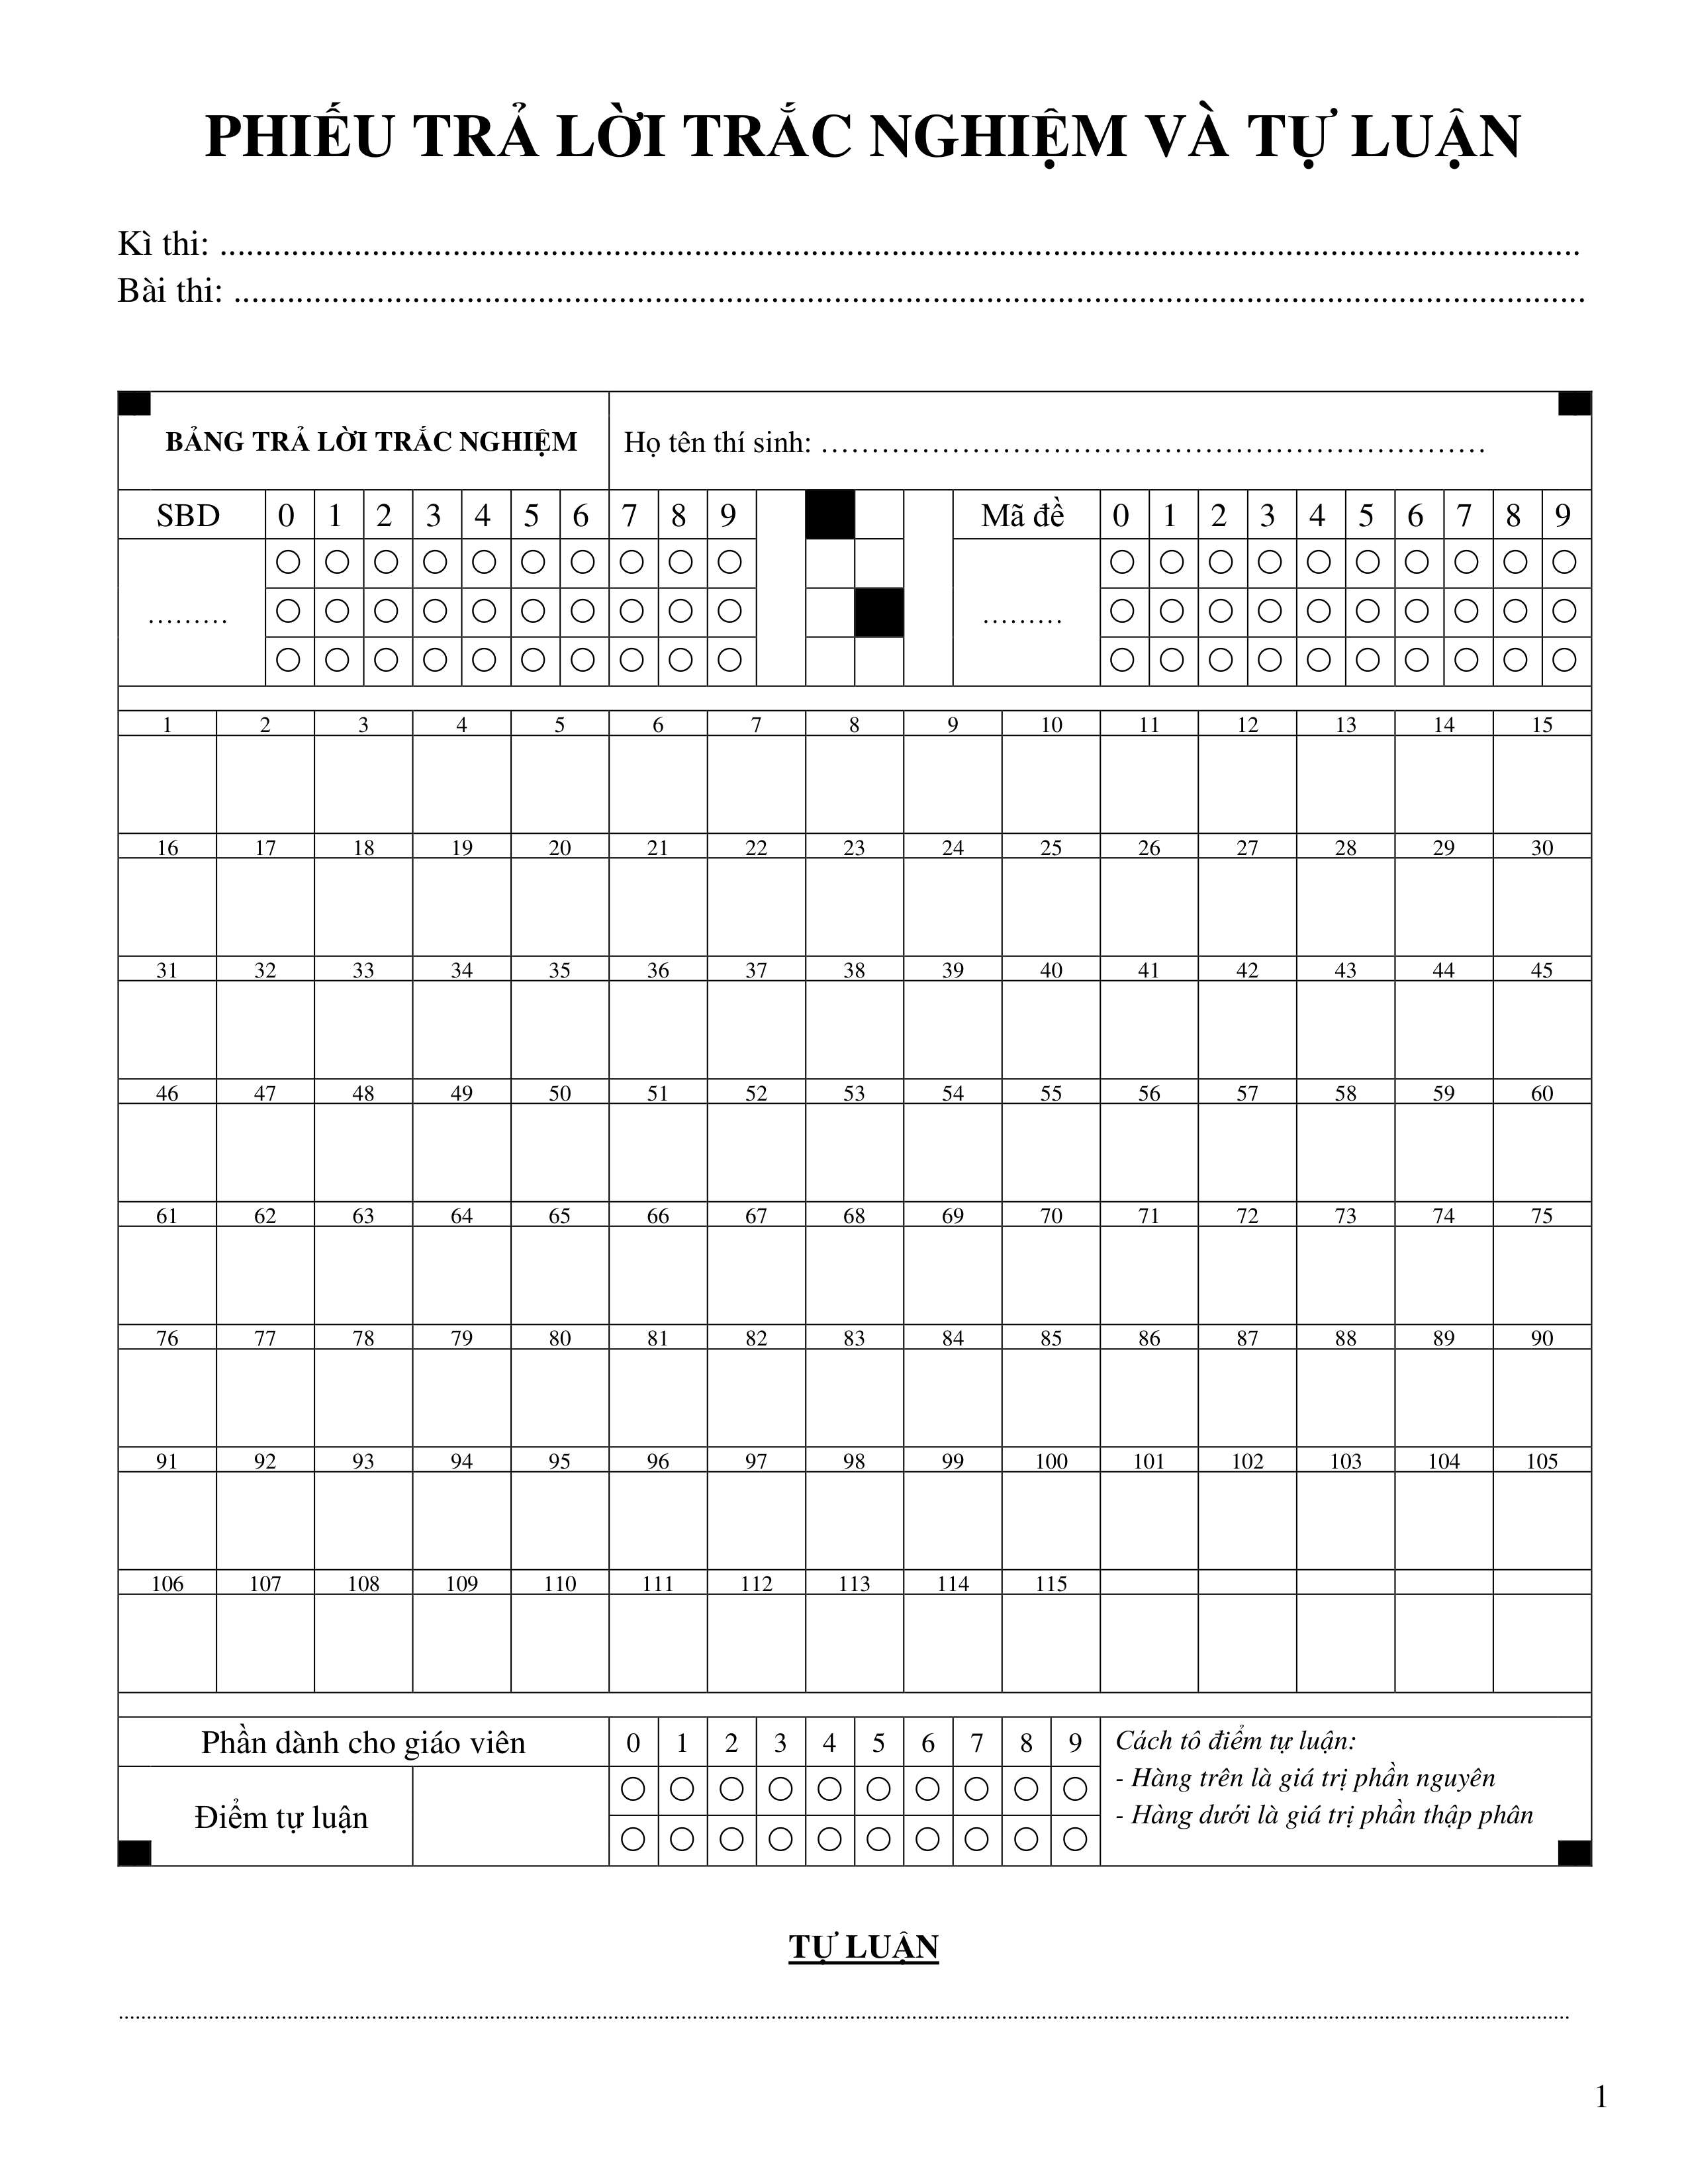 PHIẾU TRẢ LỜI TRẮC NGHIỆM VÀ TỰ LUẬN
Kì thi: ........................................................................................................................................................
Bài thi: .......................................................................................................................................................
BẢNG TRẢ LỜI TRẮC NGHIỆM Họ tên thí sinh: ………………………………………………………
SBD 0 1 2 3 4 5 6 7 8 9 Mã đề 0 1 2 3 4 5 6 7 8 9
……… ………
1 2 3 4 5 6 7 8 9 10 11 12 13 14 15
16 17 18 19 20 21 22 23 24 25 26 27 28 29 30
31 32 33 34 35 36 37 38 39 40 41 42 43 44 45
46 47 48 49 50 51 52 53 54 55 56 57 58 59 60
61 62 63 64 65 66 67 68 69 70 71 72 73 74 75
76 77 78 79 80 81 82 83 84 85 86 87 88 89 90
91 92 93 94 95 96 97 98 99 100 101 102 103 104 105
106 107 108 109 110 111 112 113 114 115
Phần dành cho giáo viên 0 1 2 3 4 5 6 7 8 9
Điểm tự luận
Cách tô điểm tự luận:
- Hàng trên là giá trị phần nguyên
- Hàng dưới là giá trị phần thập phân
TỰ LUẬN
........................................................................................................................................................
1